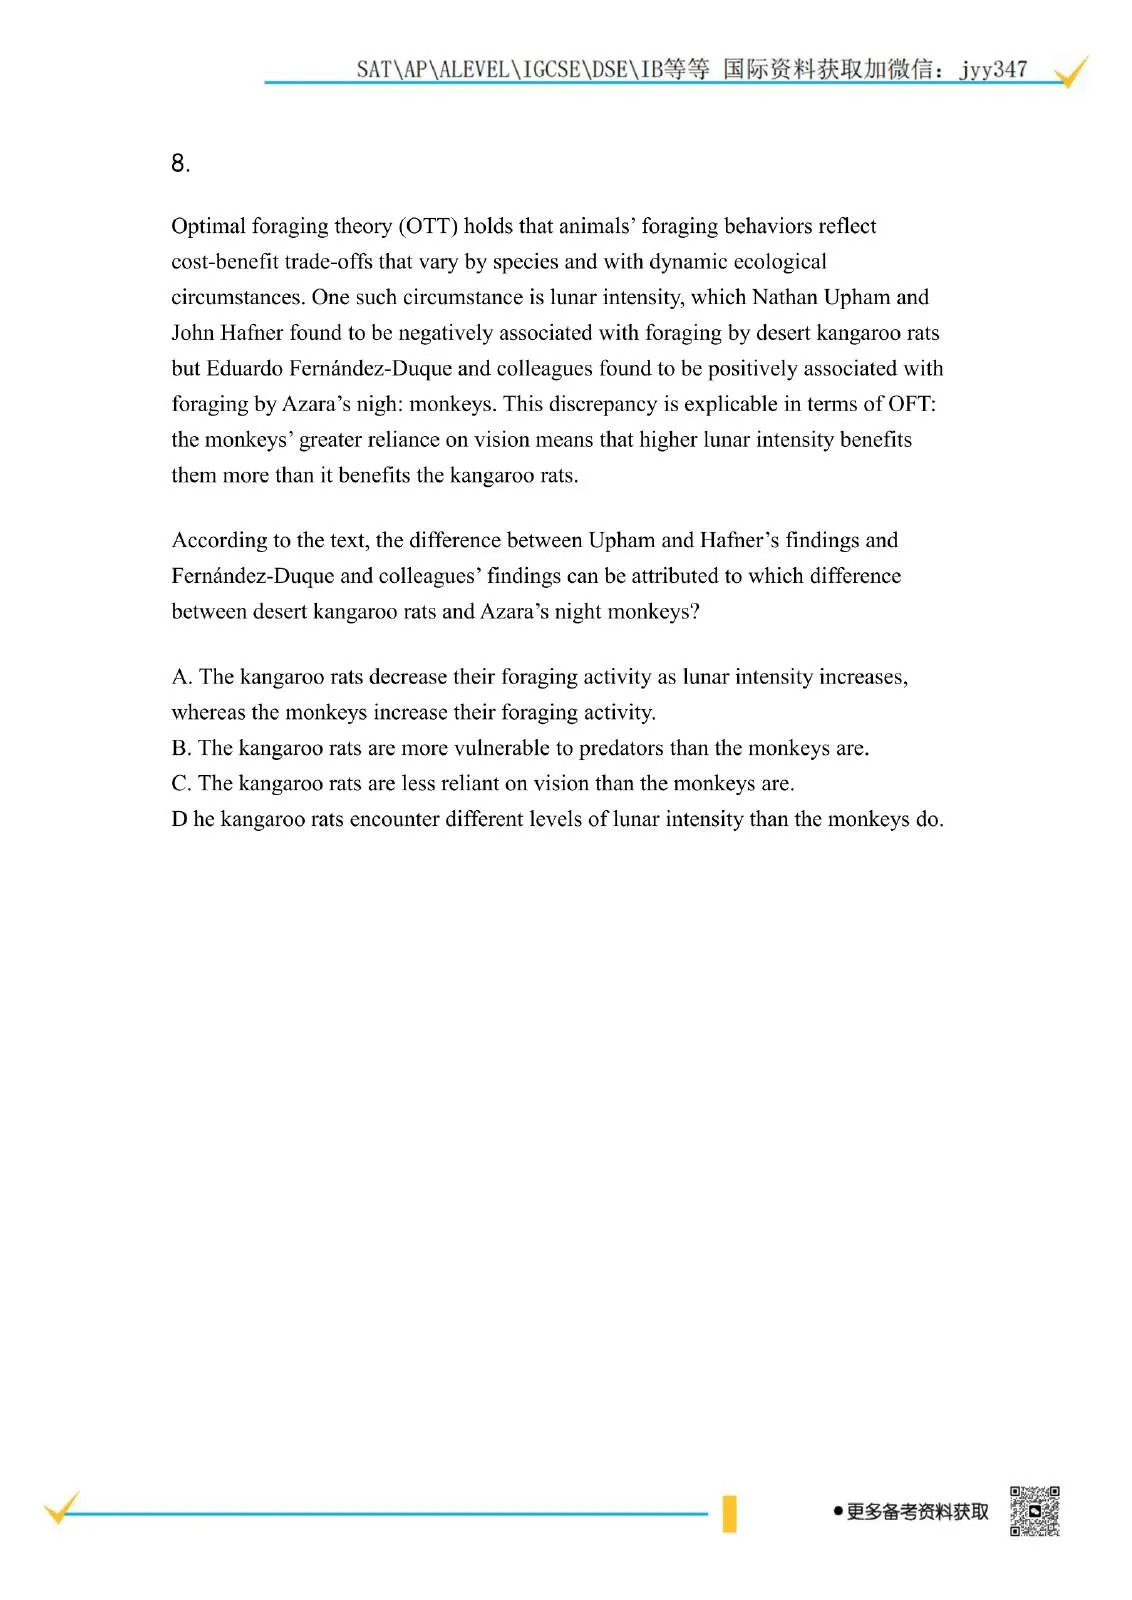 SAT\AP\ALEVEL\IGCSE\DSE\IB等等 国际资料获取加微信：jyy347
8.
Optimal foraging theory (OTT) holds that animals’ foraging behaviors reflect
cost-benefit trade-offs that vary by species and with dynamic ecological
circumstances. One such circumstance is lunar intensity, which Nathan Upham and
John Hafner found to be negatively associated with foraging by desert kangaroo rats
but Eduardo Fernández-Duque and colleagues found to be positively associated with
foraging by Azara’s nigh: monkeys. This discrepancy is explicable in terms of OFT:
the monkeys’ greater reliance on vision means that higher lunar intensity benefits
them more than it benefits the kangaroo rats.
According to the text, the difference between Upham and Hafner’s findings and
Fernández-Duque and colleagues’ findings can be attributed to which difference
between desert kangaroo rats and Azara’s night monkeys?
A. The kangaroo rats decrease their foraging activity as lunar intensity increases,
whereas the monkeys increase their foraging activity.
B. The kangaroo rats are more vulnerable to predators than the monkeys are.
C. The kangaroo rats are less reliant on vision than the monkeys are.
D he kangaroo rats encounter different levels of lunar intensity than the monkeys do.
●更多备考资料获取